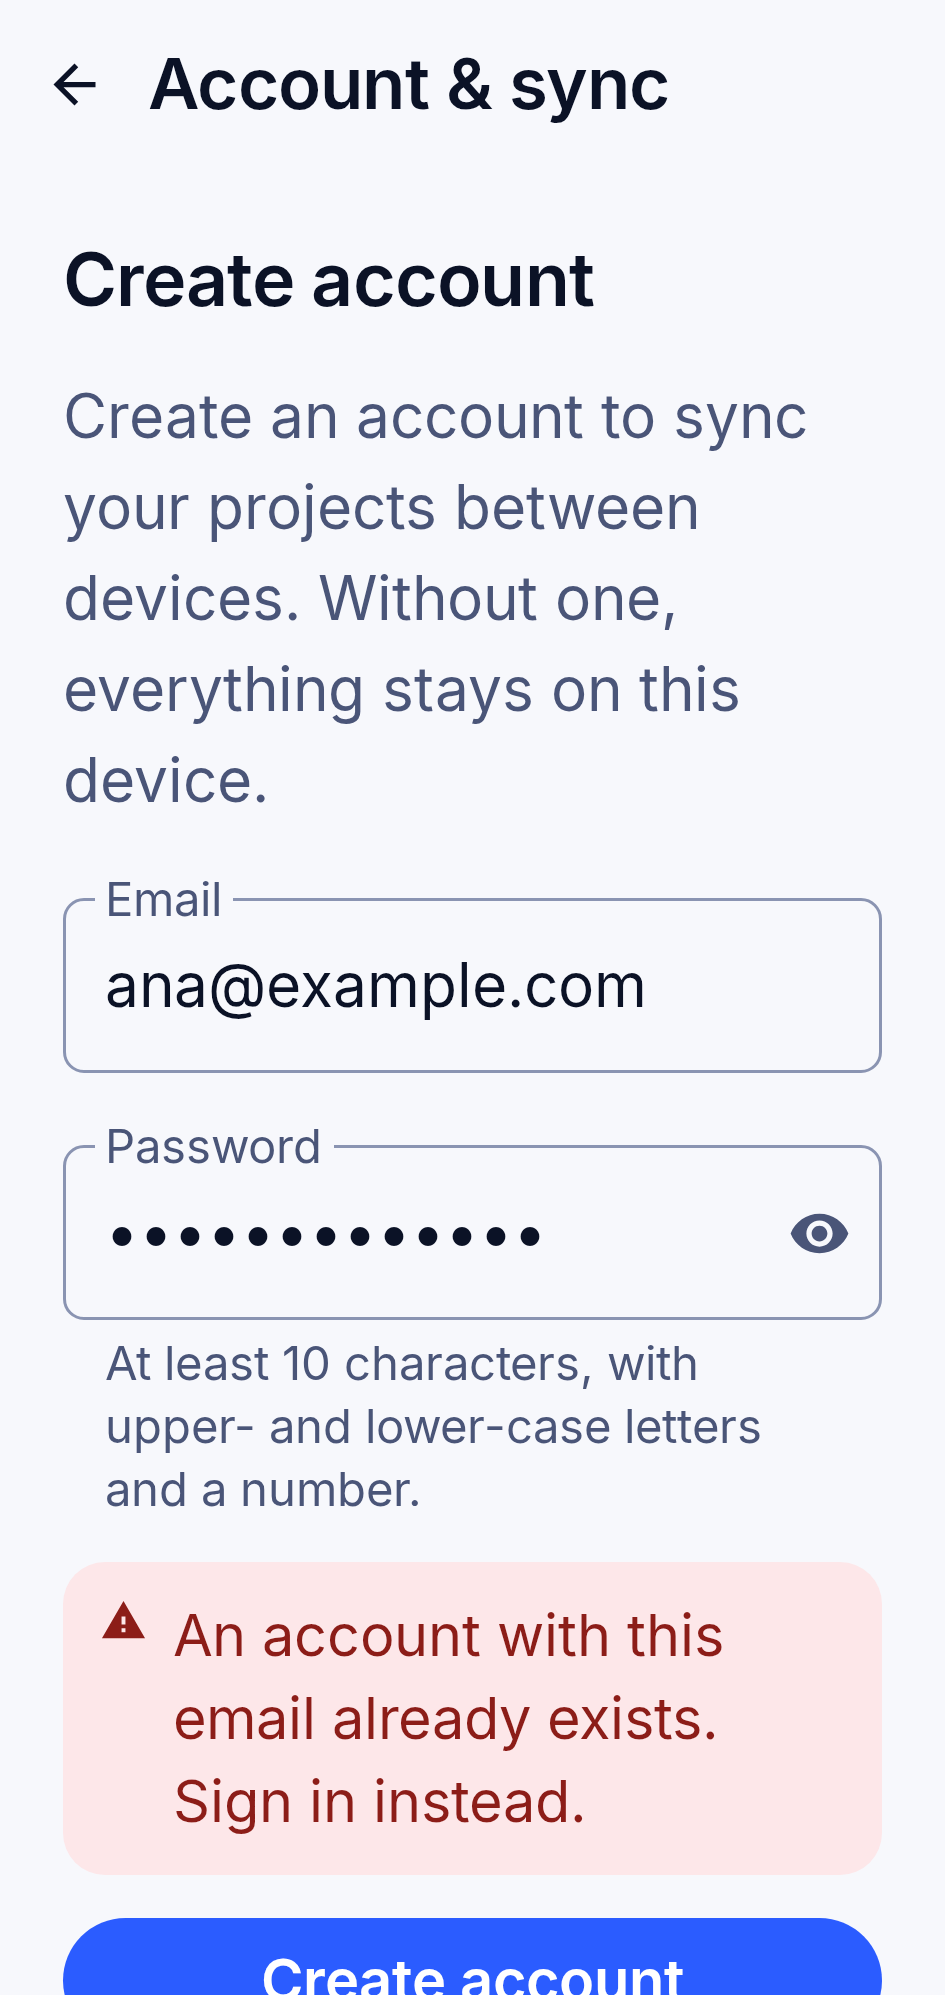 Account & sync
Create account
Create an account to sync
your projects between
devices. Without one,
everything stays on this
device.
Email
ana@example.com
Password
•••••••••••••
At least 10 characters, with
upper- and lower-case letters
and a number.
An account with this
email already exists.
Sign in instead.
Create account